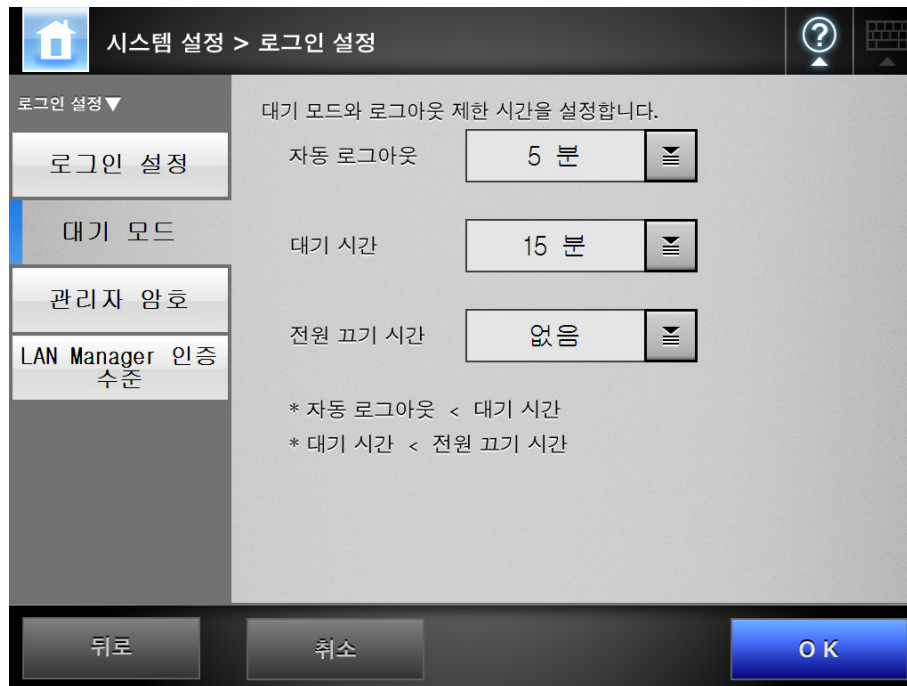 시스템 설정 > 로그인 설정
?
로그인 설정▼
로그인 설정
대기 모드
관리자 암호
LAN Manager 인증
수준
대기 모드와 로그아웃 제한 시간을 설정합니다.
자동 로그아웃
5 분
대기 시간
15 분
전원 끄기 시간
없음
* 자동 로그아웃 < 대기 시간
* 대기 시간 < 전원 끄기 시간
뒤로
취소
OK